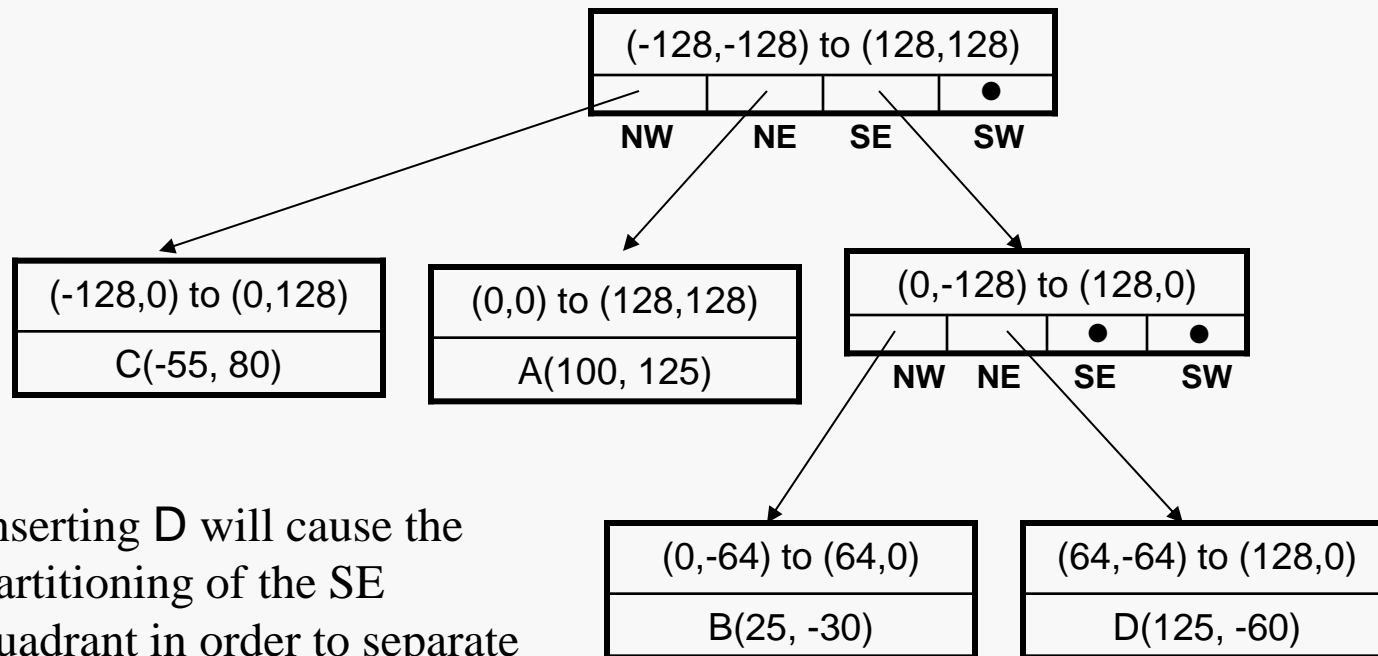 (-128,-128) to (128,128)
NW NE SE SW
(-128,0) to (0,128)
C(-55, 80)
(0,0) to (128,128)
A(100, 125)
(0,-128) to (128,0)
NW NE SE SW
nserting D will cause the
artitioning of the SE
uadrant in order to separate
(0,-64) to (64,0)
B(25, -30)
(64,-64) to (128,0)
D(125, -60)